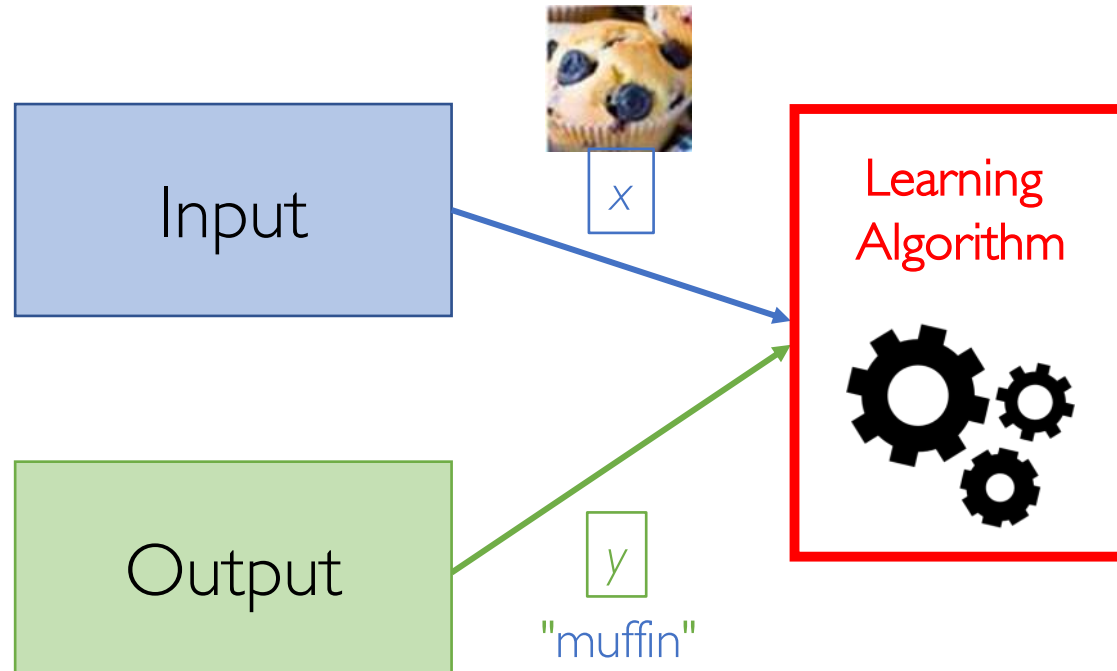 Input
x
Learning
Algorithm
Output
y
"muffin"